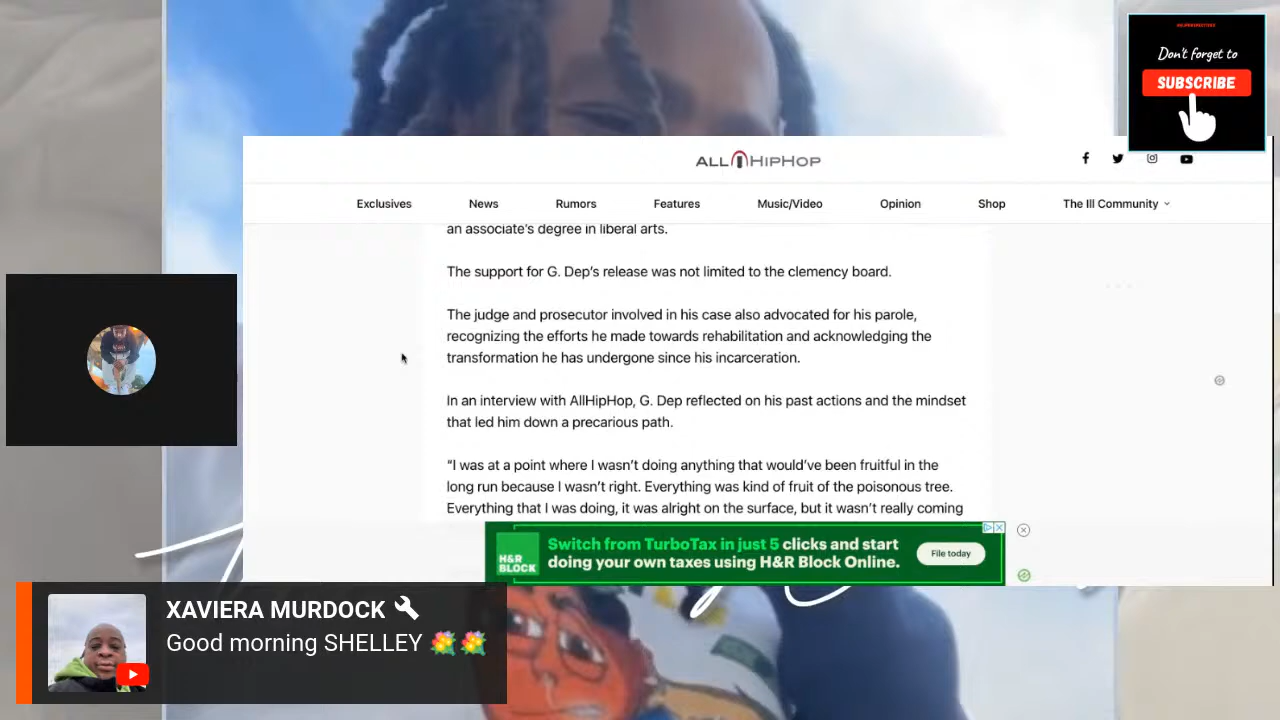 Don't forget to
SUBSCRIBE
ALL HIPHOP
Exclusives News Rumors Features Music/Video Opinion Shop The Ill Community
an associate's degree in liberal arts.
The support for G. Dep's release was not limited to the clemency board.
The judge and prosecutor involved in his case also advocated for his parole,
recognizing the efforts he made towards rehabilitation and acknowledging the
transformation he has undergone since his incarceration.
In an interview with AllHipHop, G. Dep reflected on his past actions and the mindset
that led him down a precarious path.
“I was at a point where I wasn't doing anything that would've been fruitful in the
long run because I wasn't right. Everything was kind of fruit of the poisonous tree.
Everything that I was doing, it was alright on the surface, but it wasn't really coming
H&R
BLOCK
Switch from TurboTax in just 5 clicks and start
doing your own taxes using H&R Block Online.
File today
XAVIERA MURDOCK
Good morning SHELLEY